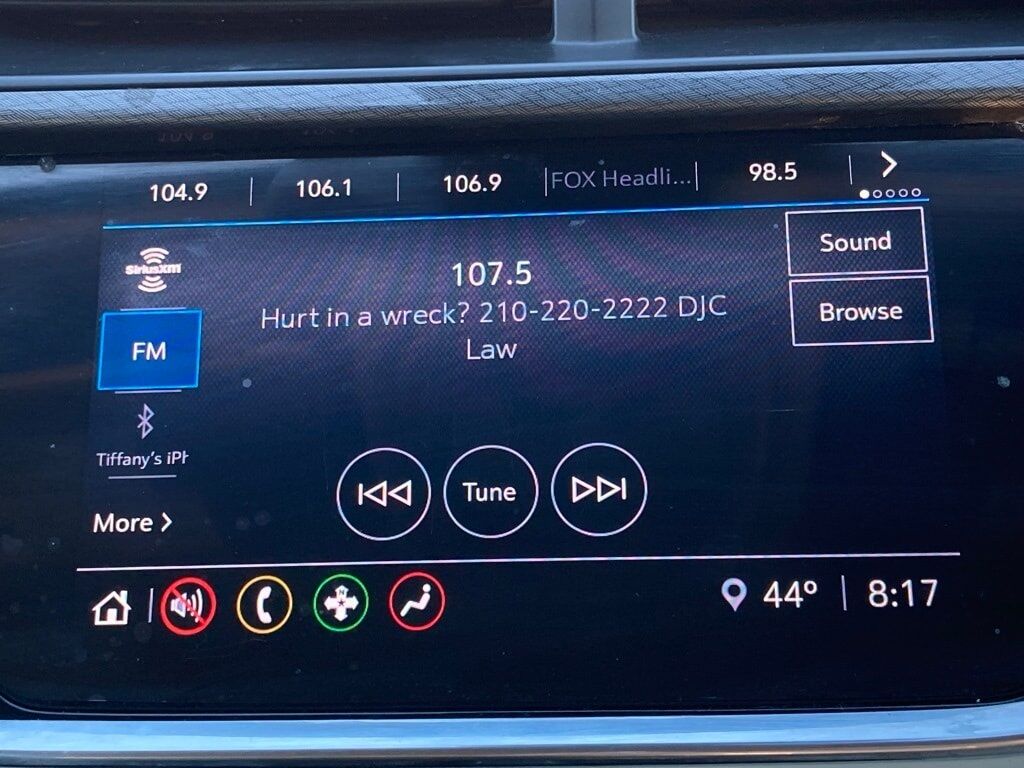 104.9 106.1 106.9 FOX Headli... 98.5
SiriusXM
Sound
107.5
Hurt in a wreck? 210-220-2222 DJC
Law
Browse
FM
Tiffany's iPh
Tune
More
44° 8:17